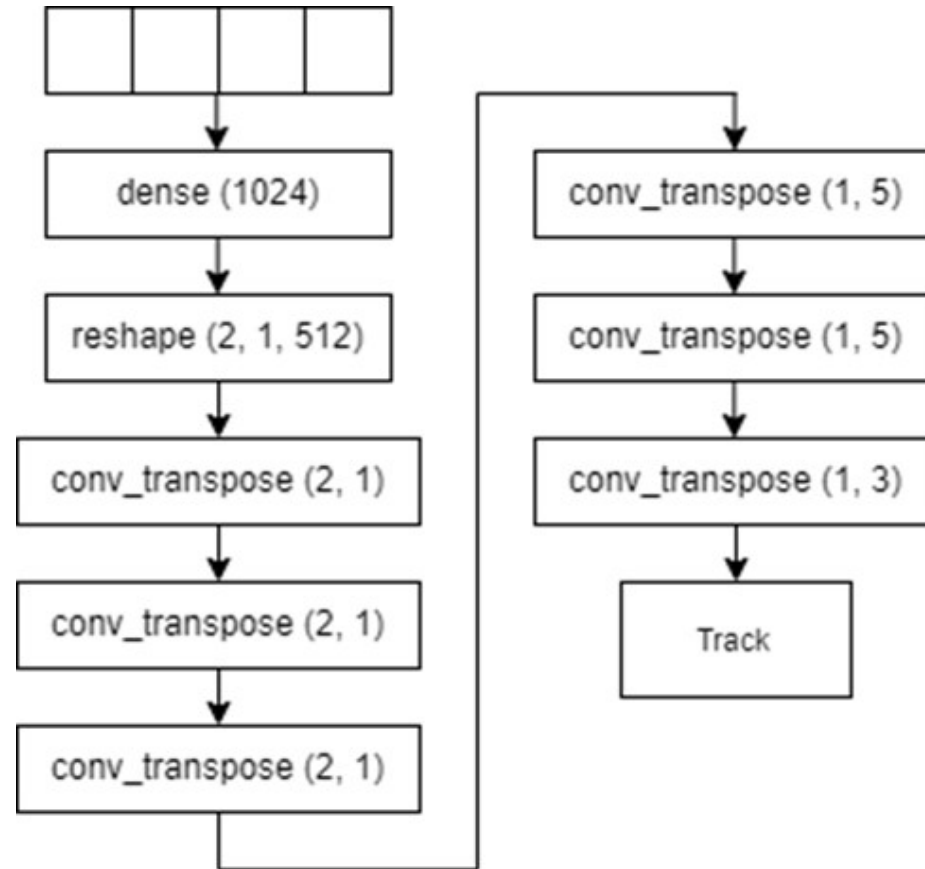 dense (1024)
reshape (2, 1, 512)
conv_transpose (2, 1)
conv_transpose (2, 1)
conv_transpose (2, 1)
conv_transpose (1, 5)
conv_transpose (1, 5)
conv_transpose (1, 3)
Track